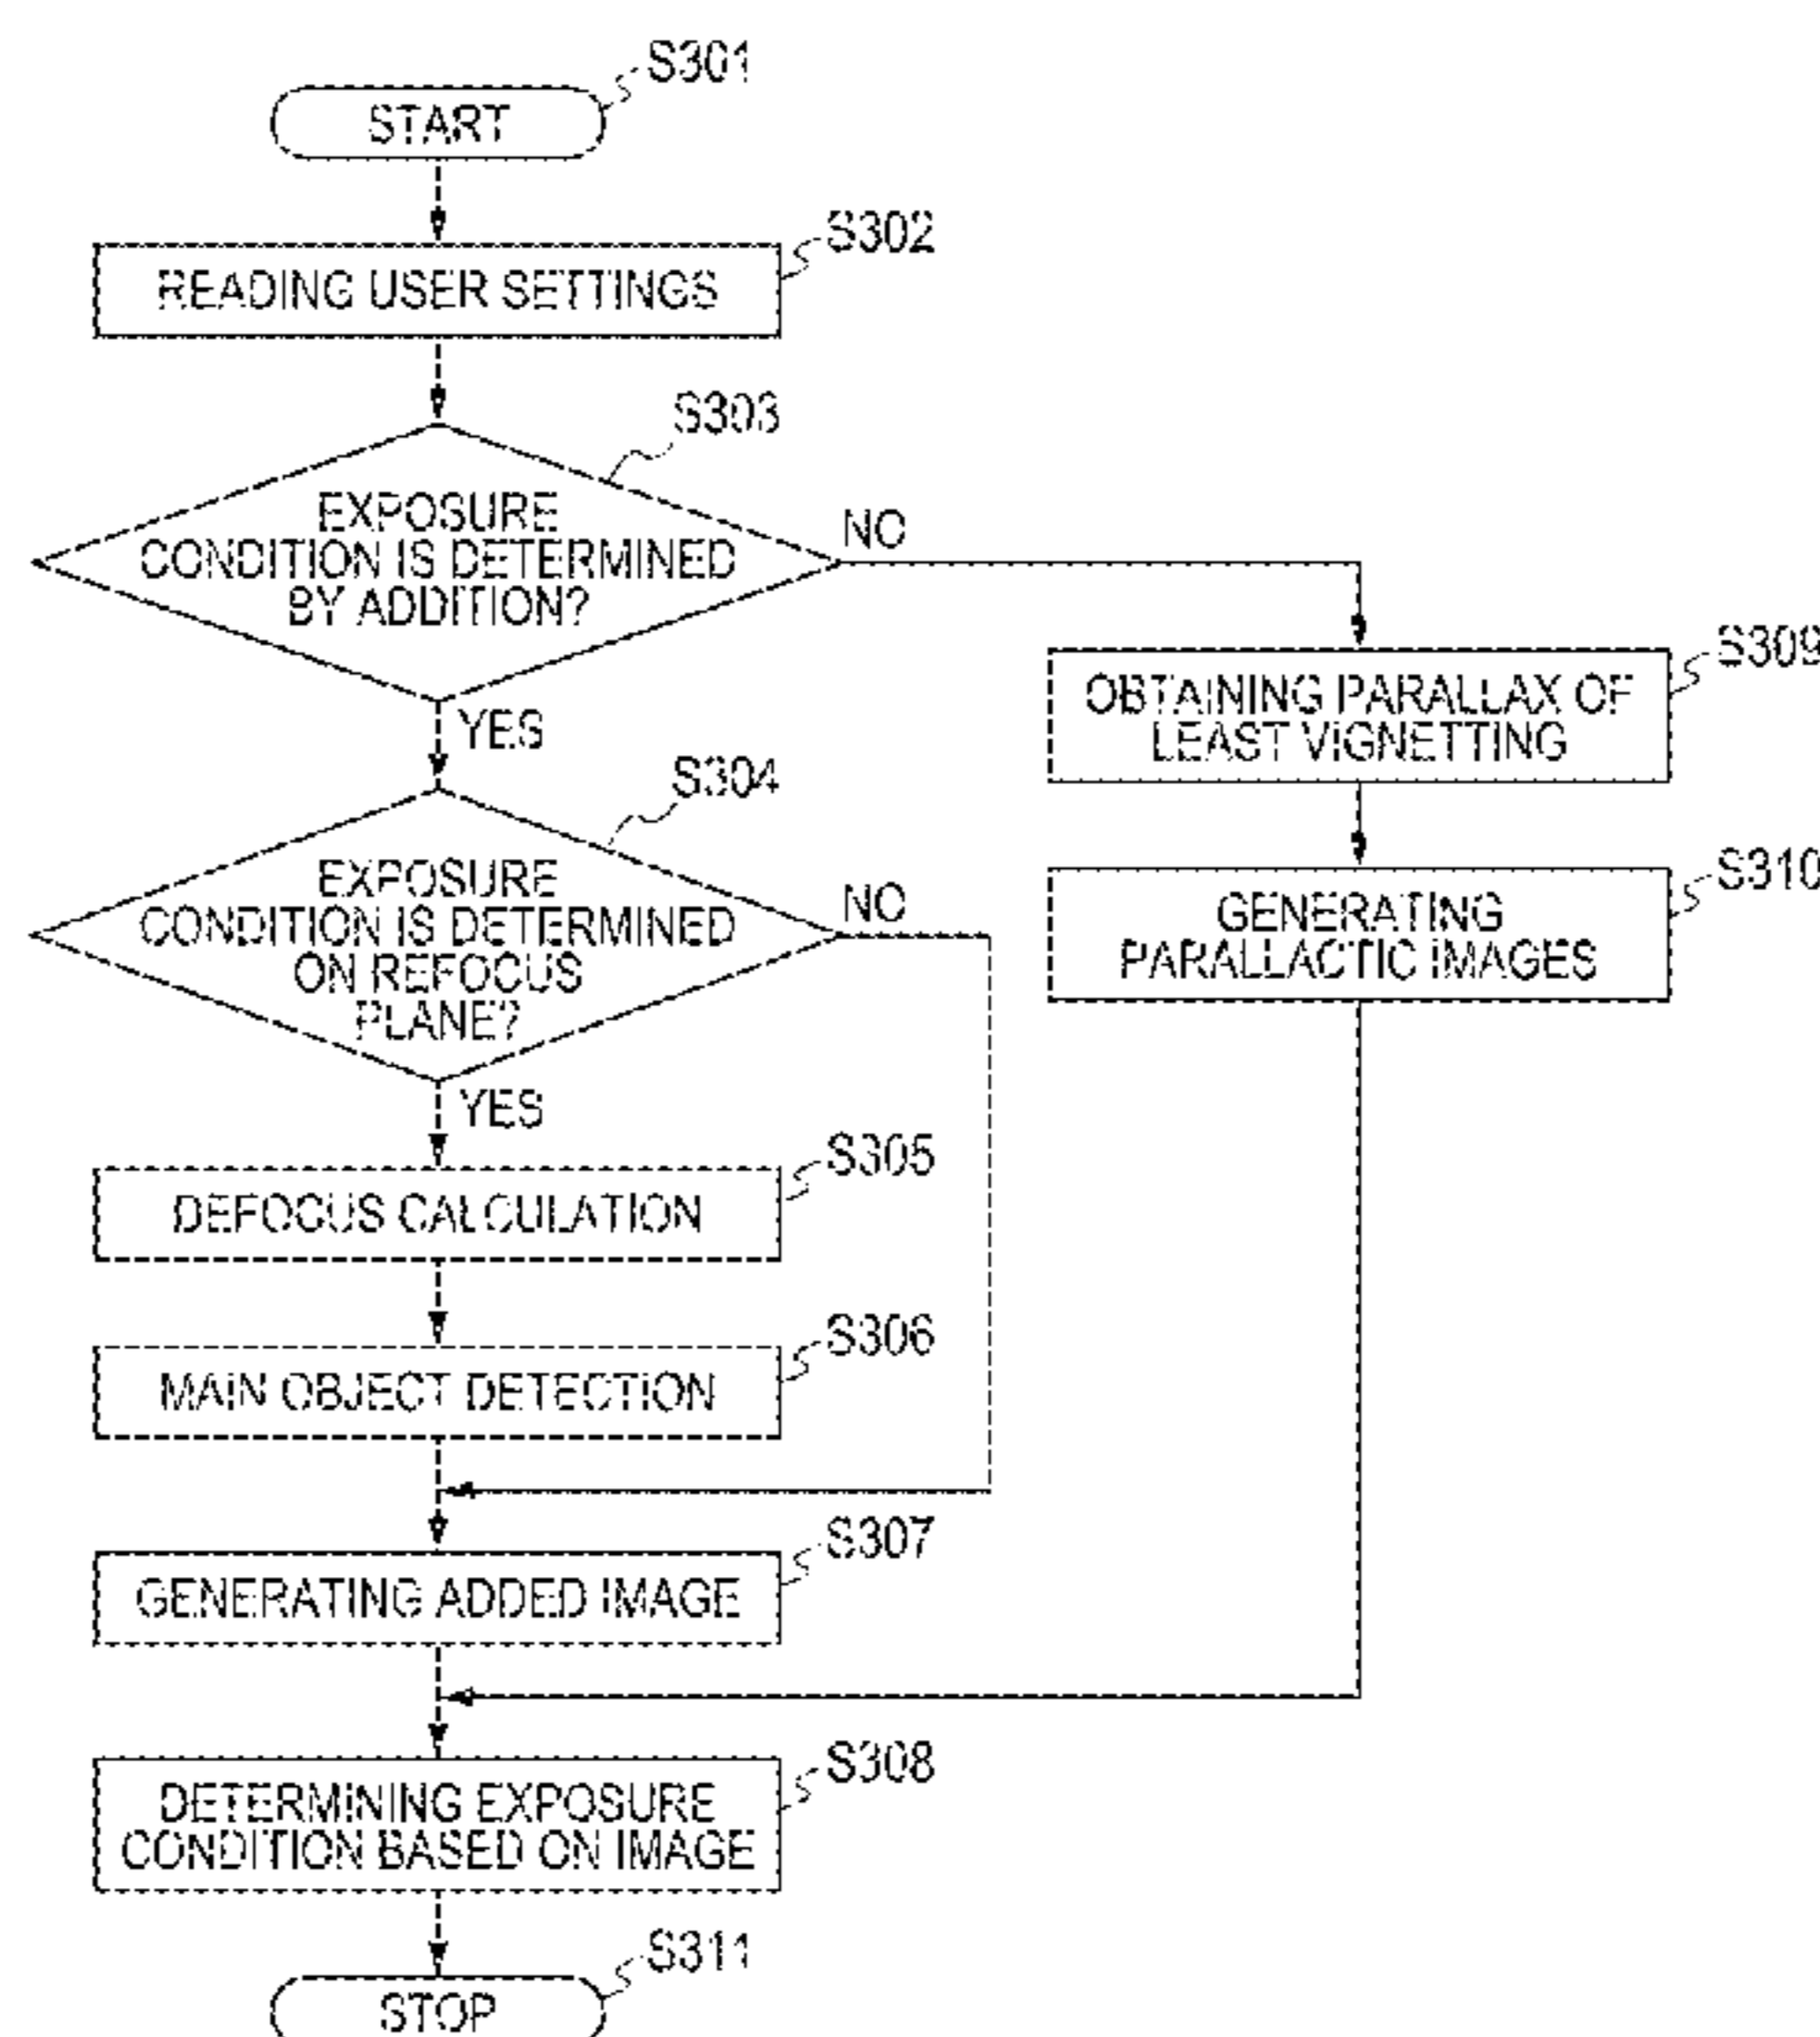 S301
START
S302
READING USER SETTINGS
S303
EXPOSURE
CONDITION IS DETERMINED
BY ADDITION?
NO
YES
S309
OBTAINING PARALLAX OF
LEAST VIGNETTING
S304
EXPOSURE
CONDITION IS DETERMINED
ON REFOCUS
PLANE?
NO
YES
S310
GENERATING
PARALLACTIC IMAGES
S305
DEFOCUS CALCULATION
S306
MAIN OBJECT DETECTION
S307
GENERATING ADDED IMAGE
S308
DETERMINING EXPOSURE
CONDITION BASED ON IMAGE
S311
STOP